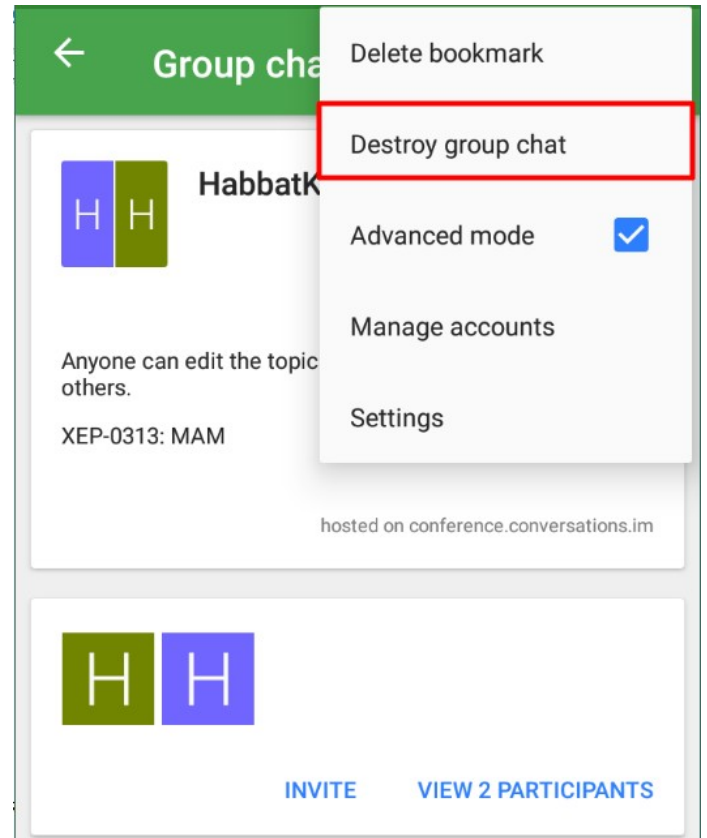 Group cha
Delete bookmark
Destroy group chat
Advanced mode
Manage accounts
Settings
H H
HabbatK
Anyone can edit the topic
others.
XEP-0313: MAM
hosted on conference.conversations.im
H H
INVITE VIEW 2 PARTICIPANTS